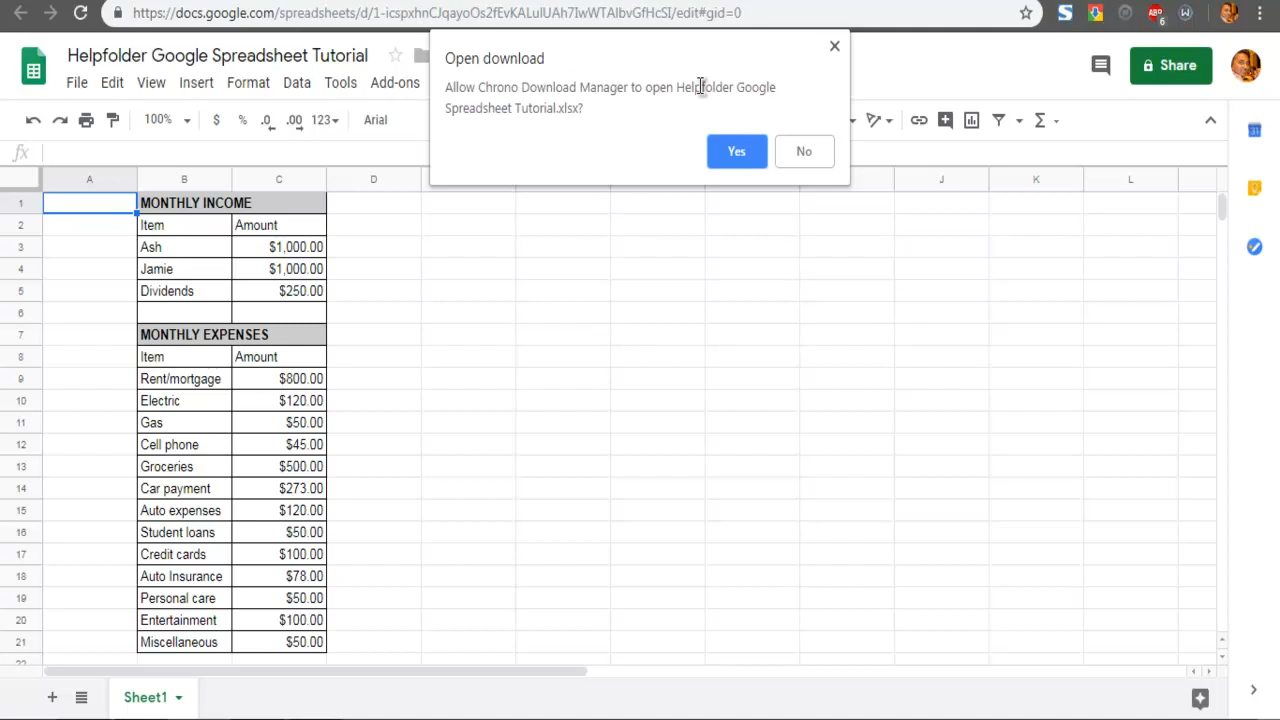 https://docs.google.com/spreadsheets/d/1-icspxhnCJqayoOs2fEvKALulUAh7IwWTAlbvGfHcSI/edit#gid=0
6
Helpfolder Google Spreadsheet Tutorial
File Edit View Insert Format Data Tools Add-ons
Share
Open download
Allow Chrono Download Manager to open Helpfolder Google
Spreadsheet Tutorial.xlsx?
Yes No
100% $ % .0 .00 123 Arial
fx
A B C D J K L
1 MONTHLY INCOME
2 Item Amount
3 Ash $1,000.00
4 Jamie $1,000.00
5 Dividends $250.00
6
7 MONTHLY EXPENSES
8 Item Amount
9 Rent/mortgage $800.00
10 Electric $120.00
11 Gas $50.00
12 Cell phone $45.00
13 Groceries $500.00
14 Car payment $273.00
15 Auto expenses $120.00
16 Student loans $50.00
17 Credit cards $100.00
18 Auto Insurance $78.00
19 Personal care $50.00
20 Entertainment $100.00
21 Miscellaneous $50.00
Sheet1